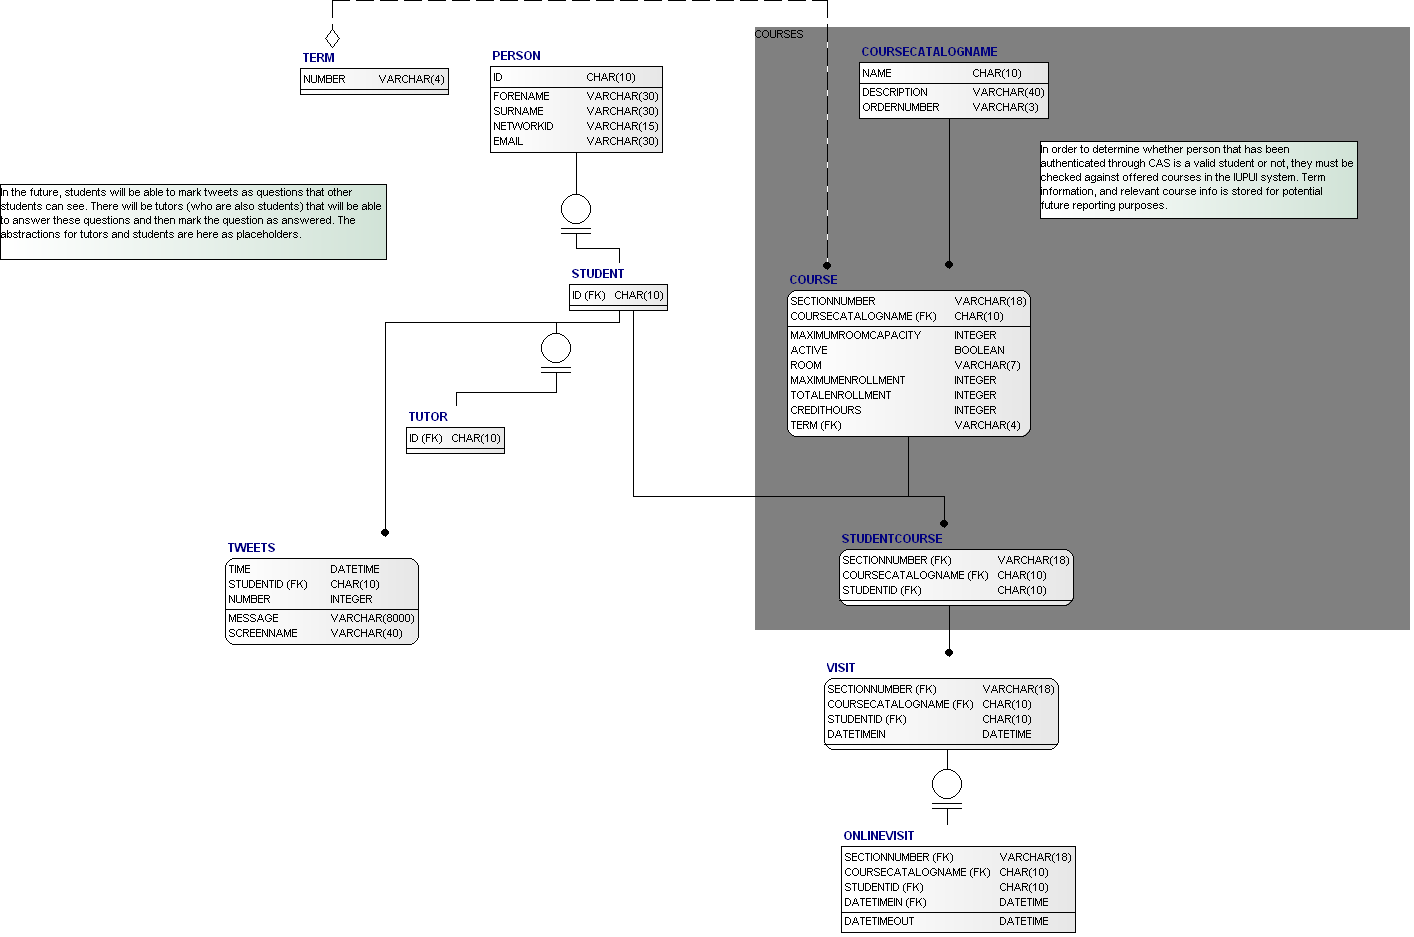 COURSES
TERM
NUMBER VARCHAR(4)
PERSON
ID CHAR(10)
FORENAME VARCHAR(30)
SURNAME VARCHAR(30)
NETWORKID VARCHAR(15)
EMAIL VARCHAR(30)
COURSECATALOGNAME
NAME CHAR(10)
DESCRIPTION VARCHAR(40)
ORDERNUMBER VARCHAR(3)
In order to determine whether person that has been
authenticated through CAS is a valid student or not, they must be
checked against offered courses in the IUPUI system. Term
information, and relevant course info is stored for potential
future reporting purposes.
In the future, students will be able to mark tweets as questions that other
students can see. There will be tutors (who are also students) that will be able
to answer these questions and then mark the question as answered. The
abstractions for tutors and students are here as placeholders.
STUDENT
ID (FK) CHAR(10)
COURSE
SECTIONNUMBER VARCHAR(18)
COURSECATALOGNAME (FK) CHAR(10)
MAXIMUMROOMCAPACITY INTEGER
ACTIVE BOOLEAN
ROOM VARCHAR(7)
MAXIMUMENROLLMENT INTEGER
TOTALENROLLMENT INTEGER
CREDITHOURS INTEGER
TERM (FK) VARCHAR(4)
TUTOR
ID (FK) CHAR(10)
TWEETS
TIME DATETIME
STUDENTID (FK) CHAR(10)
NUMBER INTEGER
MESSAGE VARCHAR(8000)
SCREENNAME VARCHAR(40)
STUDENTCOURSE
SECTIONNUMBER (FK) VARCHAR(18)
COURSECATALOGNAME (FK) CHAR(10)
STUDENTID (FK) CHAR(10)
VISIT
SECTIONNUMBER (FK) VARCHAR(18)
COURSECATALOGNAME (FK) CHAR(10)
STUDENTID (FK) CHAR(10)
DATETIMEIN DATETIME
ONLINEVISIT
SECTIONNUMBER (FK) VARCHAR(18)
COURSECATALOGNAME (FK) CHAR(10)
STUDENTID (FK) CHAR(10)
DATETIMEIN (FK) DATETIME
DATETIMEOUT DATETIME